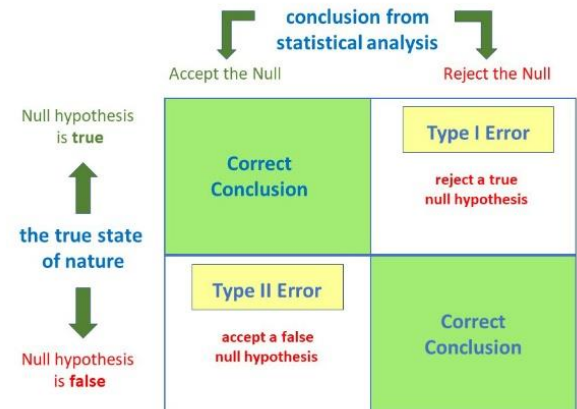 conclusion from
statistical analysis
Accept the Null
Reject the Null
Null hypothesis
is true
Correct
Conclusion
Type I Error
reject a true
null hypothesis
the true state
of nature
Type II Error
accept a false
null hypothesis
Correct
Conclusion
Null hypothesis
is false